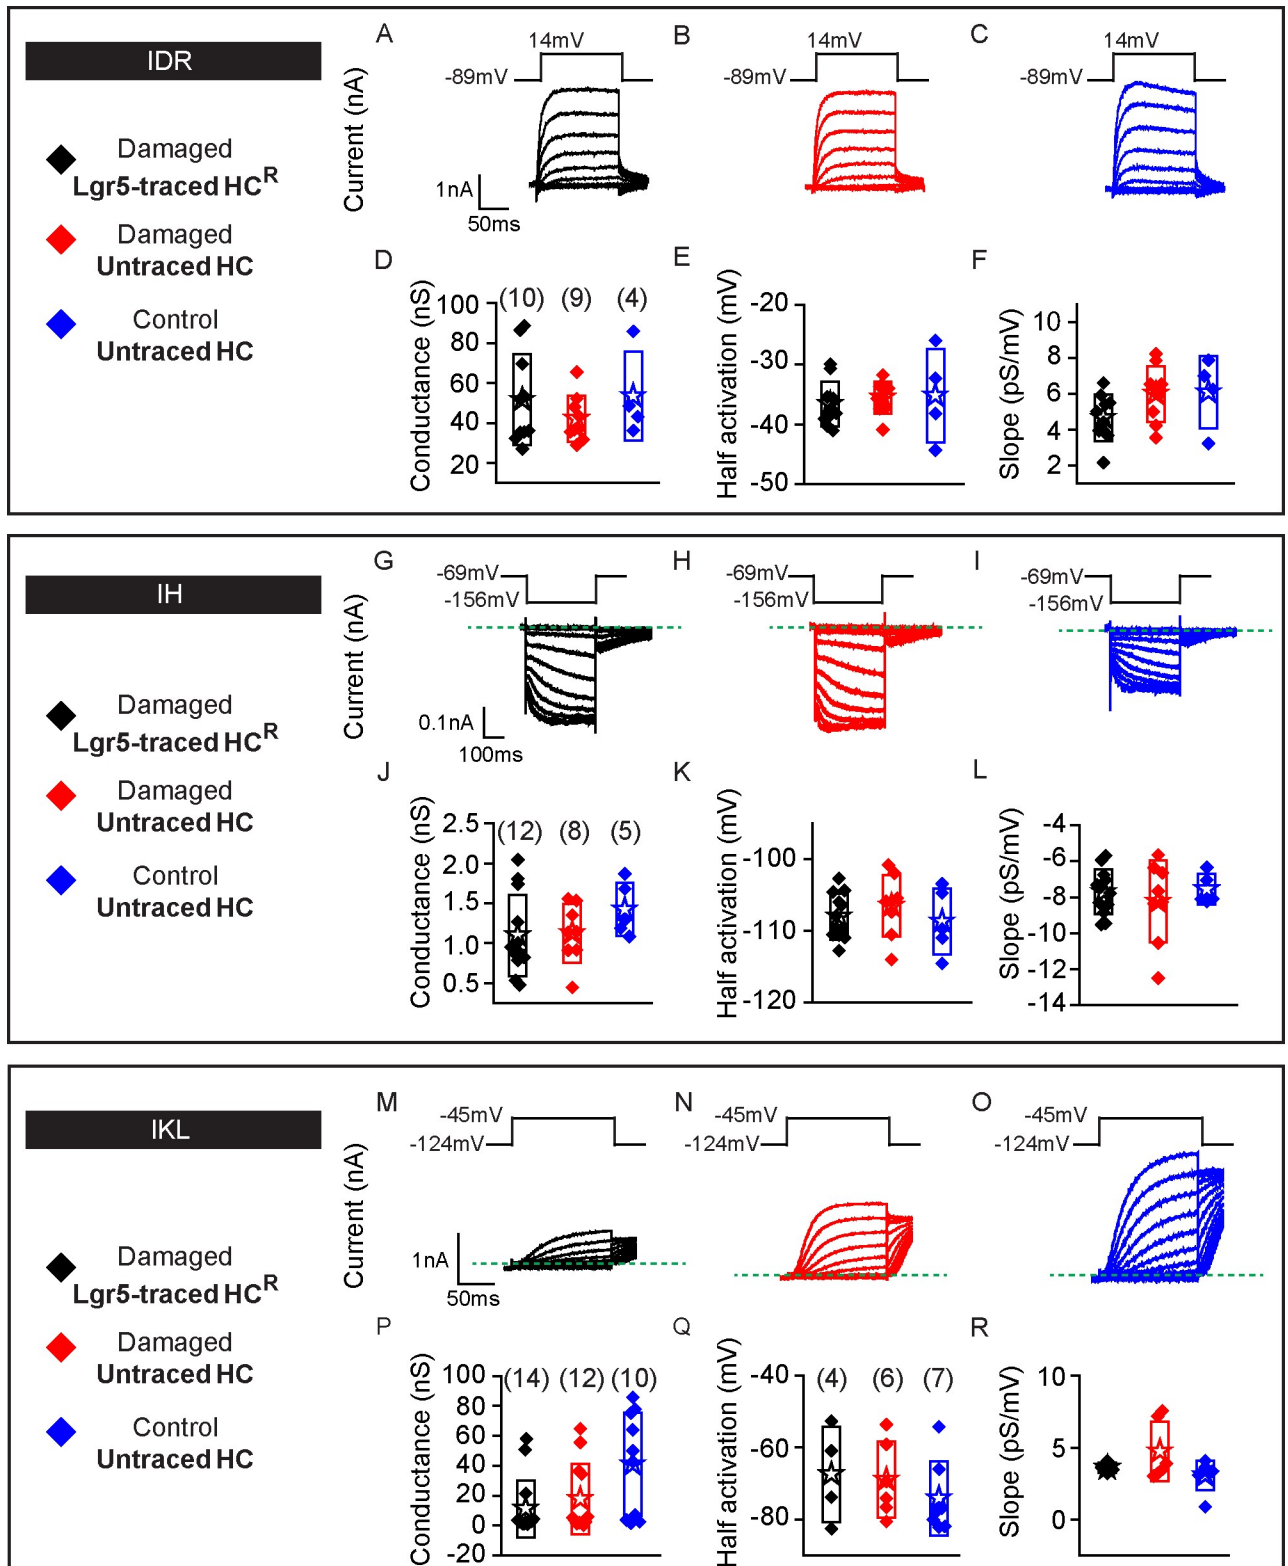 IDR
Damaged
Lgr5-traced HCR
Damaged
Untraced HC
Control
Untraced HC
A
14mV
-89mV
Current (nA)
1nA
50ms
B
14mV
-89mV
C
14mV
-89mV
D
Conductance (nS)
100
80
60
40
20
(10) (9) (4)
E
Half activation (mV)
-20
-30
-40
-50
F
Slope (pS/mV)
10
8
6
4
2
IH
Damaged
Lgr5-traced HCR
Damaged
Untraced HC
Control
Untraced HC
G
-69mV
-156mV
Current (nA)
0.1nA
100ms
H
-69mV
-156mV
I
-69mV
-156mV
J
Conductance (nS)
2.5
2.0
1.5
1.0
0.5
(12) (8) (5)
K
Half activation (mV)
-100
-110
-120
L
Slope (pS/mV)
-4
-6
-8
-10
-12
-14
IKL
Damaged
Lgr5-traced HCR
Damaged
Untraced HC
Control
Untraced HC
M
-45mV
-124mV
Current (nA)
1nA
50ms
N
-45mV
-124mV
O
-45mV
-124mV
P
Conductance (nS)
100
80
60
40
20
0
-20
(14) (12) (10)
Q
Half activation (mV)
-40
-60
-80
(4) (6) (7)
R
Slope (pS/mV)
10
5
0